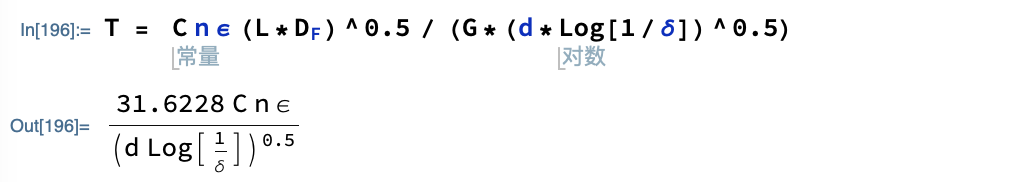 In[196]:= T = C n ϵ (L * D_F) ^ 0.5 / (G * (d * Log[1 / δ]) ^ 0.5)
常量 对数
31.6228 C n ϵ
Out[196]=
(d Log[1/δ])^0.5